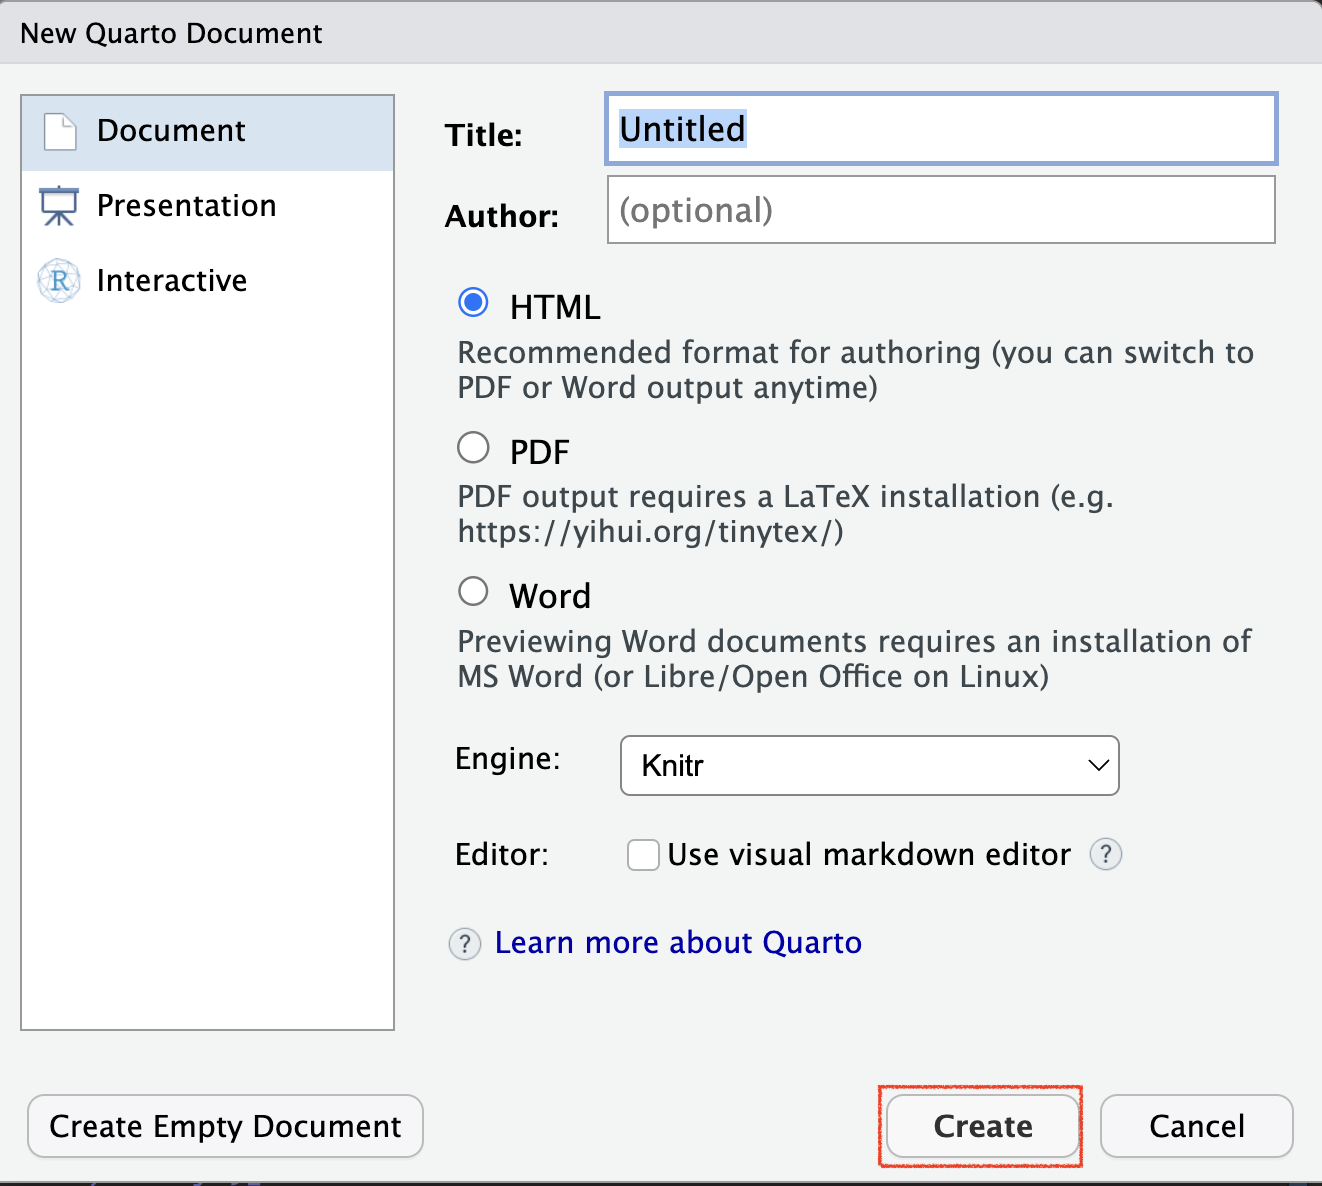 New Quarto Document
Document
Presentation
R Interactive
Title: Untitled
Author: (optional)
HTML
Recommended format for authoring (you can switch to
PDF or Word output anytime)
PDF
PDF output requires a LaTeX installation (e.g.
https://yihui.org/tinytex/)
Word
Previewing Word documents requires an installation of
MS Word (or Libre/Open Office on Linux)
Engine: Knitr
Editor: Use visual markdown editor ?
? Learn more about Quarto
Create Empty Document Create Cancel